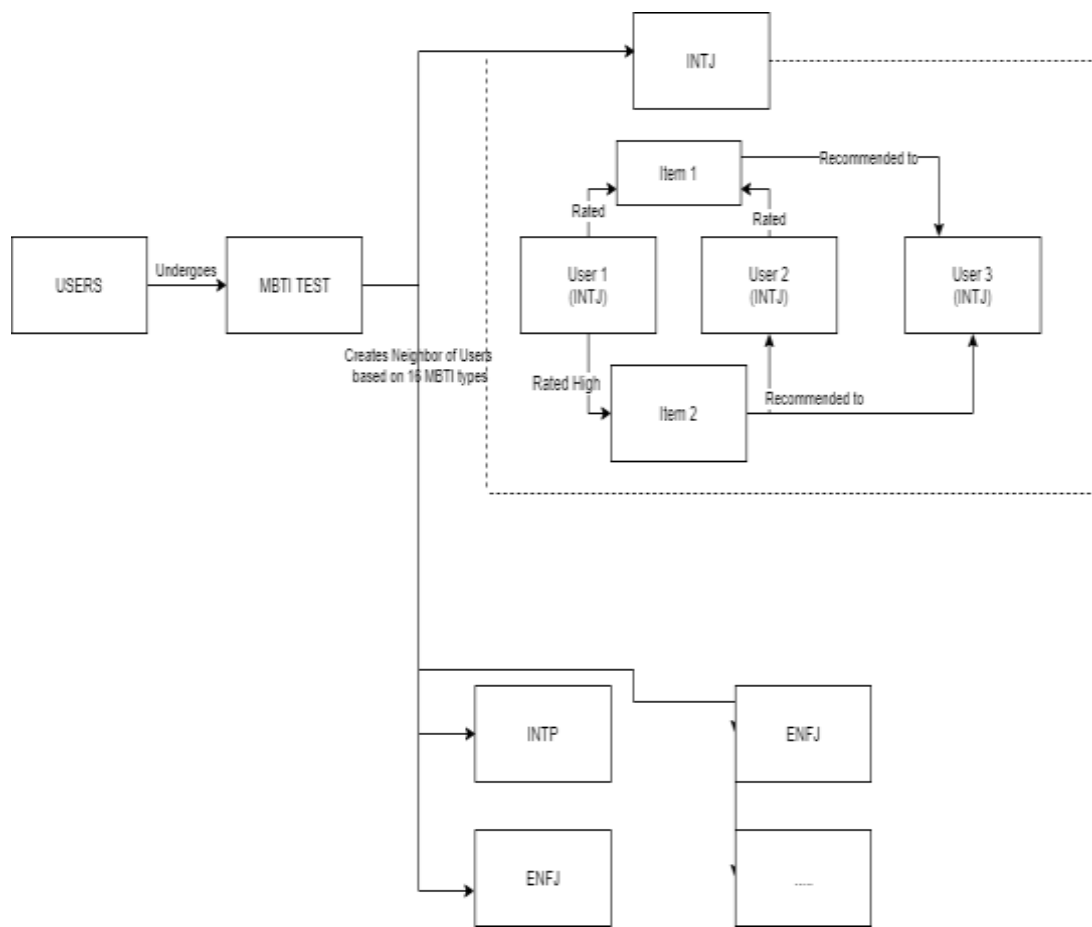 INTJ
Item 1
Recommended to
Rated
Rated
USERS
Undergoes
MBTI TEST
User 1
(INTJ)
User 2
(INTJ)
User 3
(INTJ)
Creates Neighbor of Users
based on 16 MBTI types
Rated High
Item 2
Recommended to
INTP
ENFJ
ENFJ
.....